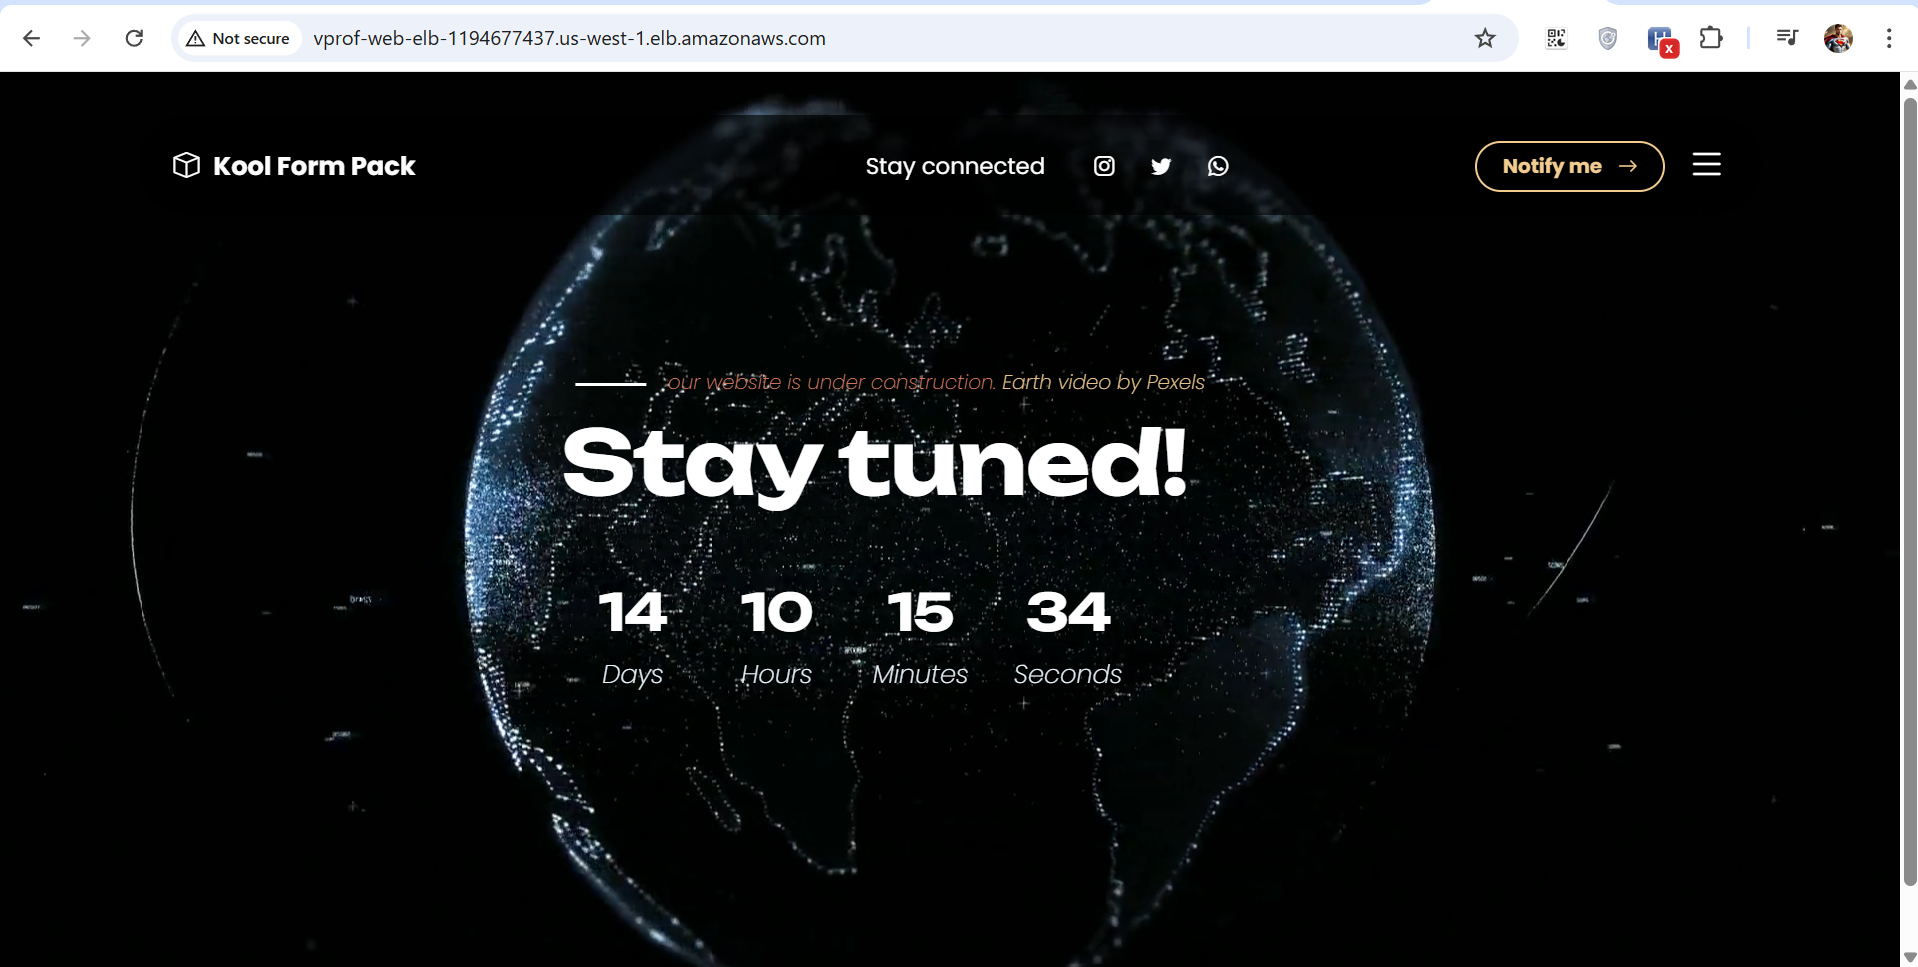 Not secure
vprof-web-elb-1194677437.us-west-1.elb.amazonaws.com
Kool Form Pack
Stay connected
Notify me
our website is under construction. Earth video by Pexels
Stay tuned!
14 10 15 34
Days Hours Minutes Seconds